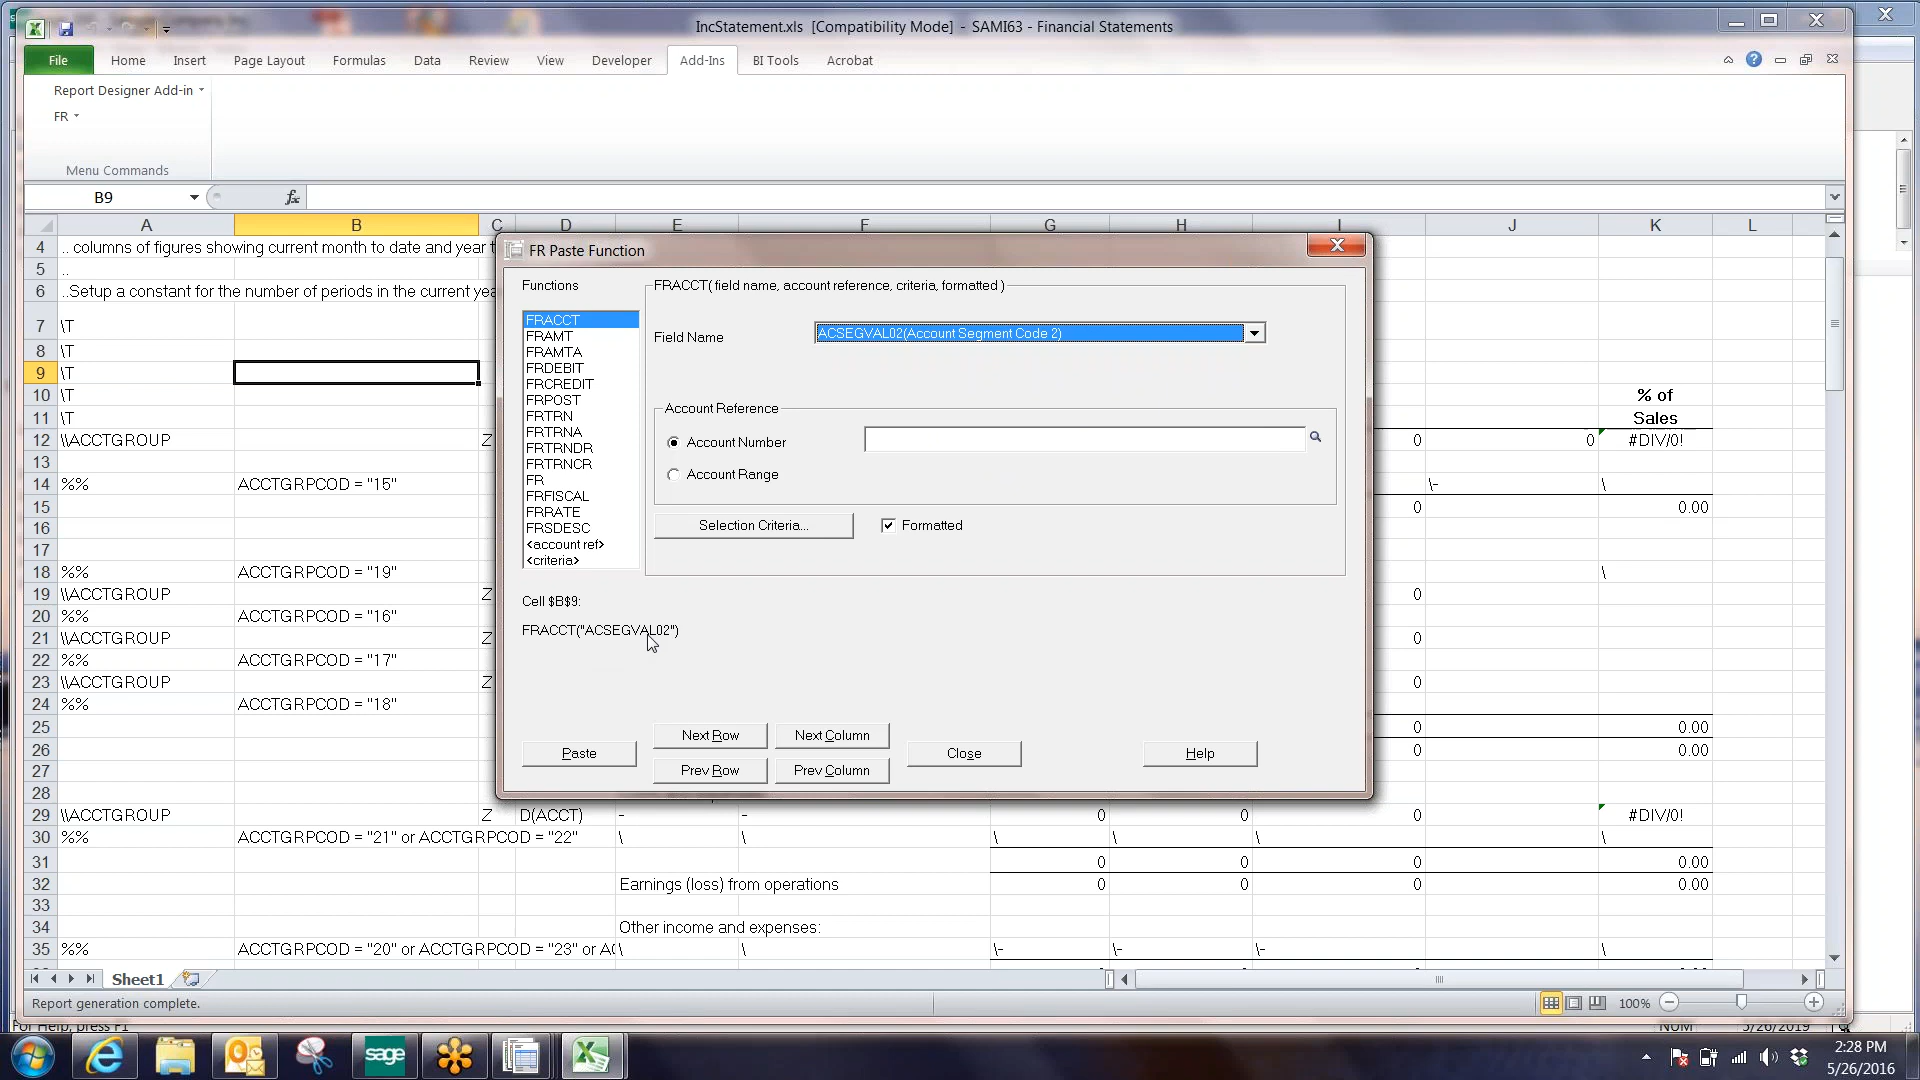 IncStatement.xls [Compatibility Mode] - SAMI63 - Financial Statements
File Home Insert Page Layout Formulas Data Review View Developer Add-Ins BI Tools Acrobat
Report Designer Add-in
FR
Menu Commands
B9 fx
A B C D E F G H I J K L
4 .. columns of figures showing current month to date and year t
5 ..
6 ..Setup a constant for the number of periods in the current yea
7 \T
8 \T
9 \T
10 \T % of
11 \T Sales
12 \\ACCTGROUP Z 0 0 #DIV/0!
13
14 %% ACCTGRPCOD = "15" \- \
15 0 0.00
16
17
18 %% ACCTGRPCOD = "19" \
19 \\ACCTGROUP Z 0
20 %% ACCTGRPCOD = "16"
21 \\ACCTGROUP Z 0
22 %% ACCTGRPCOD = "17"
23 \\ACCTGROUP Z 0
24 %% ACCTGRPCOD = "18"
25 0 0.00
26 0 0.00
27
28
29 \\ACCTGROUP Z D(ACCT) - - 0 0 0 #DIV/0!
30 %% ACCTGRPCOD = "21" or ACCTGRPCOD = "22" \ \ \ \ \ \
31 0 0 0 0.00
32 Earnings (loss) from operations 0 0 0 0.00
33
34 Other income and expenses:
35 %% ACCTGRPCOD = "20" or ACCTGRPCOD = "23" or AC \ \ \- \- \- \
FR Paste Function
Functions
FRACCT
FRAMT
FRAMTA
FRDEBIT
FRCREDIT
FRPOST
FRTRN
FRTRNA
FRTRNDR
FRTRNCR
FR
FRFISCAL
FRRATE
FRSDESC
<account ref>
<criteria>
FRACCT( field name, account reference, criteria, formatted )
Field Name ACSEGVAL02(Account Segment Code 2)
Account Reference
Account Number
Account Range
Selection Criteria... Formatted
Cell $B$9:
FRACCT("ACSEGVAL02")
Paste Next Row Next Column Close Help
Prev Row Prev Column
Sheet1
Report generation complete. 100%
For Help, press F1 NUM 5/26/2019
sage
2:28 PM
5/26/2016